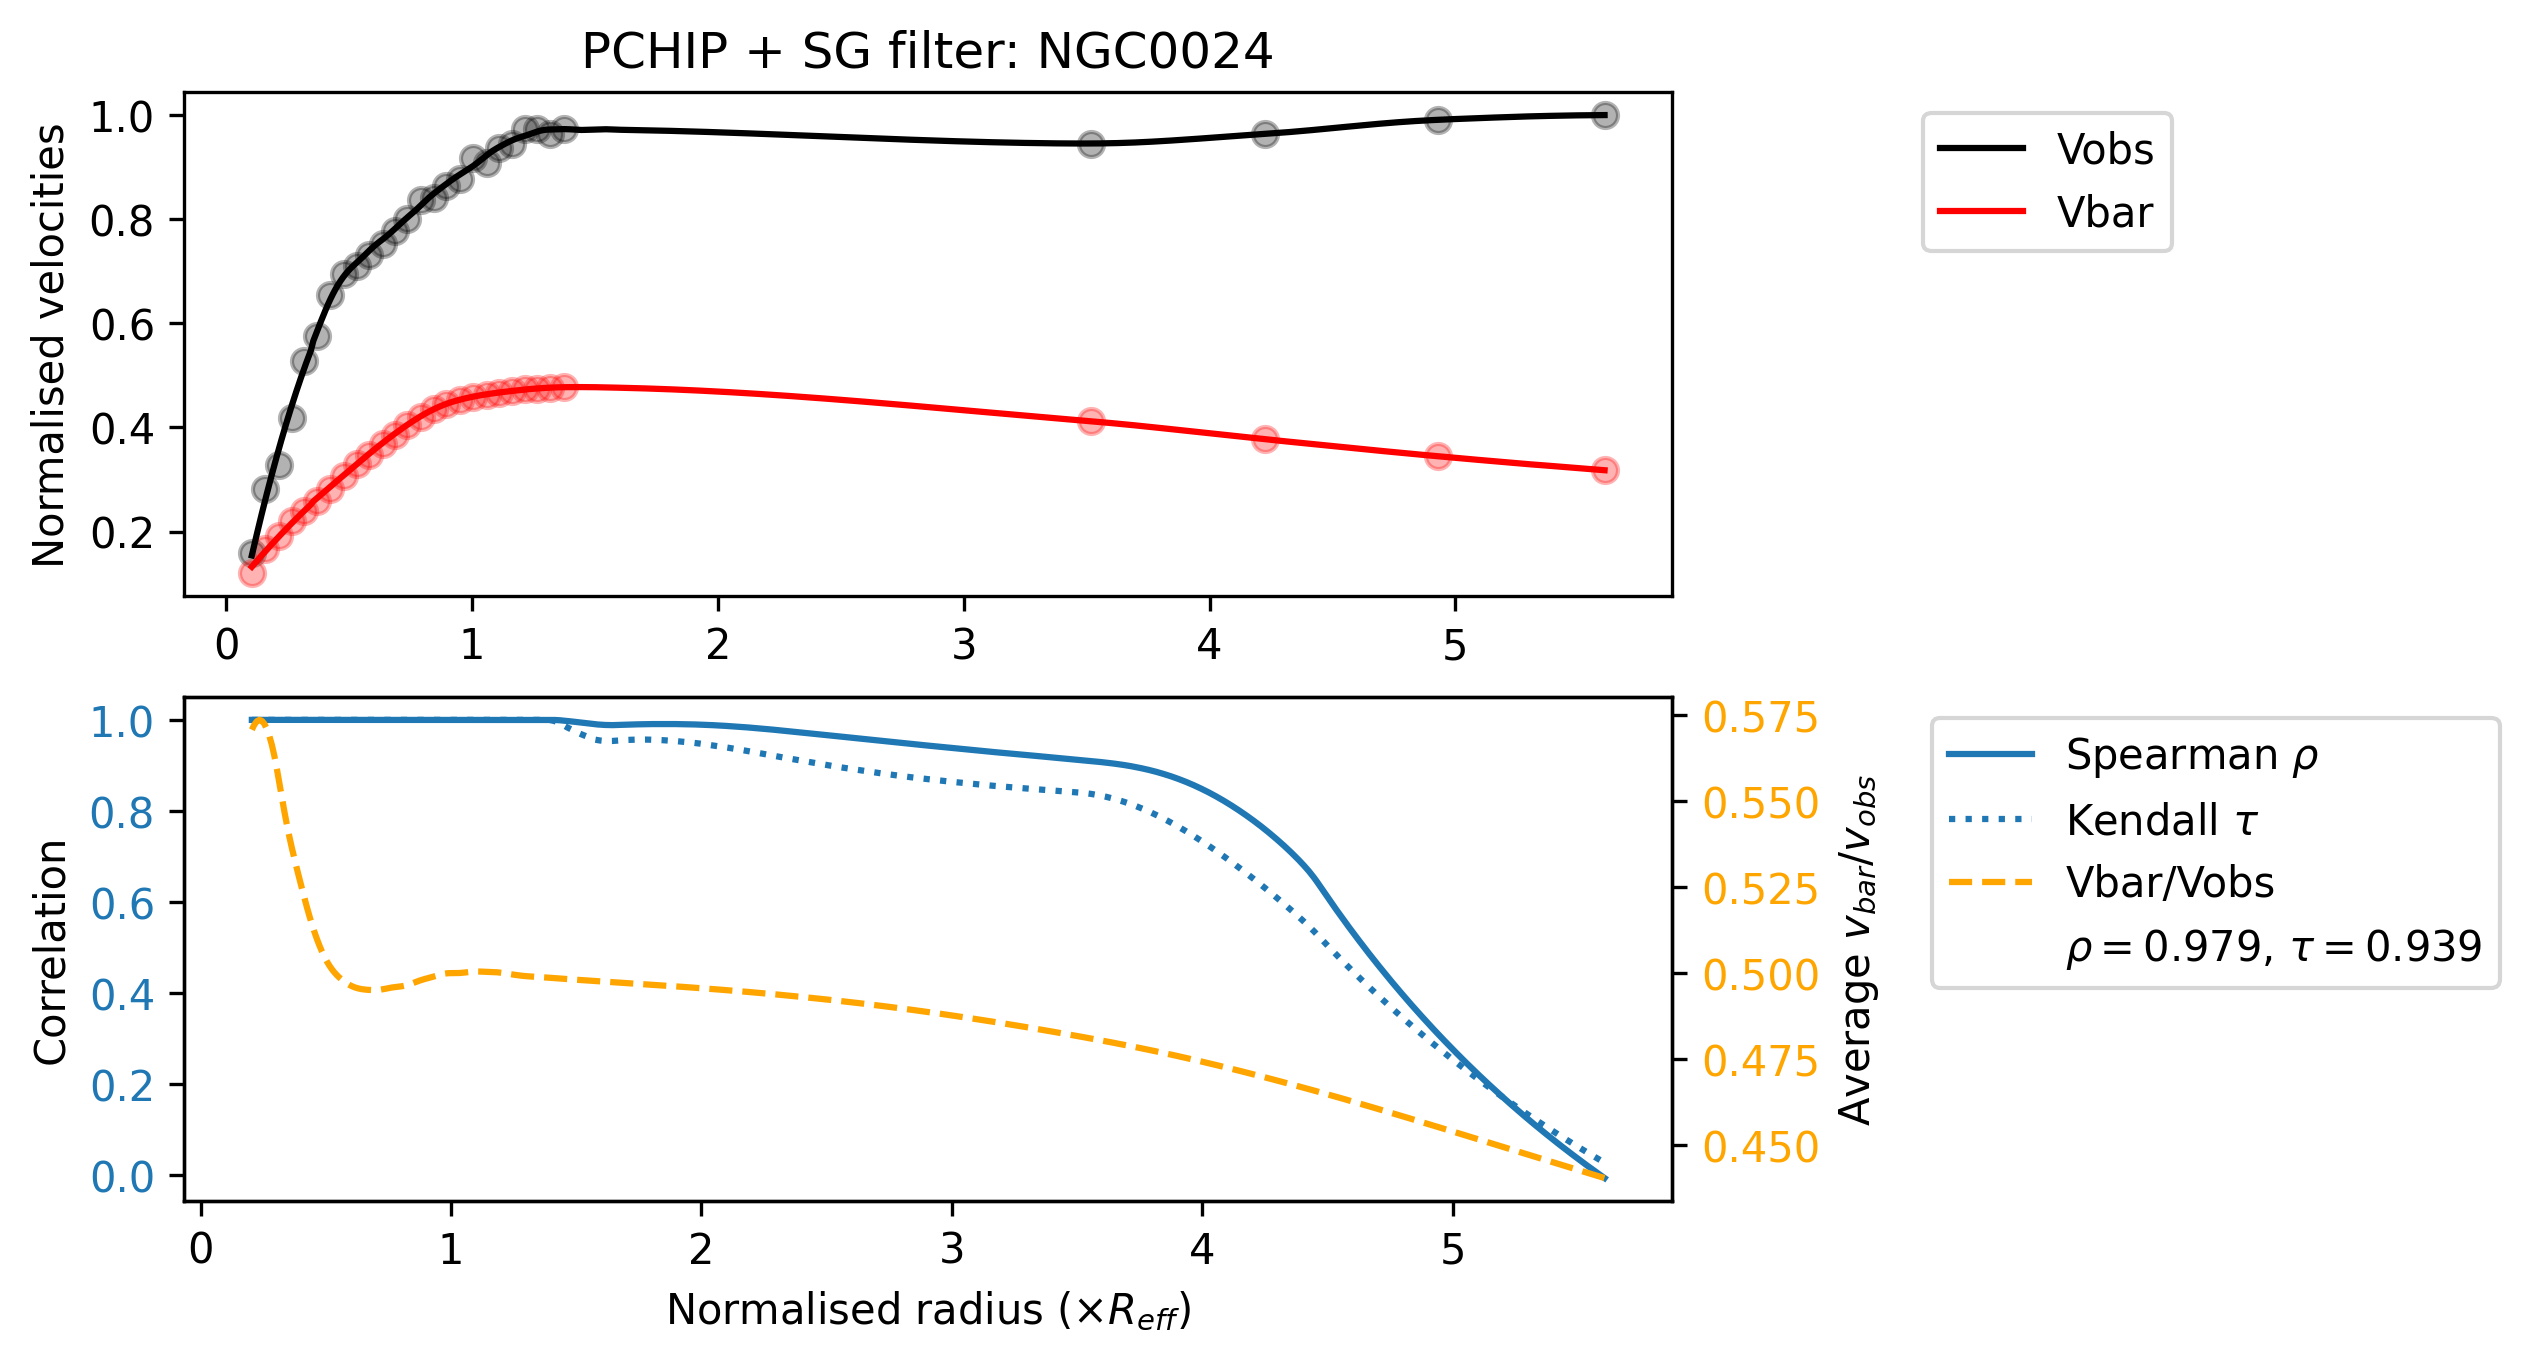 PCHIP + SG filter: NGC0024
Normalised velocities
1.0
0.8
0.6
0.4
0.2
0 1 2 3 4 5
Vobs
Vbar
Correlation
1.0
0.8
0.6
0.4
0.2
0.0
0 1 2 3 4 5
Normalised radius (×R_eff)
0.575
0.550
0.525
0.500
0.475
0.450
Average v_bar/v_obs
Spearman ρ
Kendall τ
Vbar/Vobs
ρ = 0.979, τ = 0.939